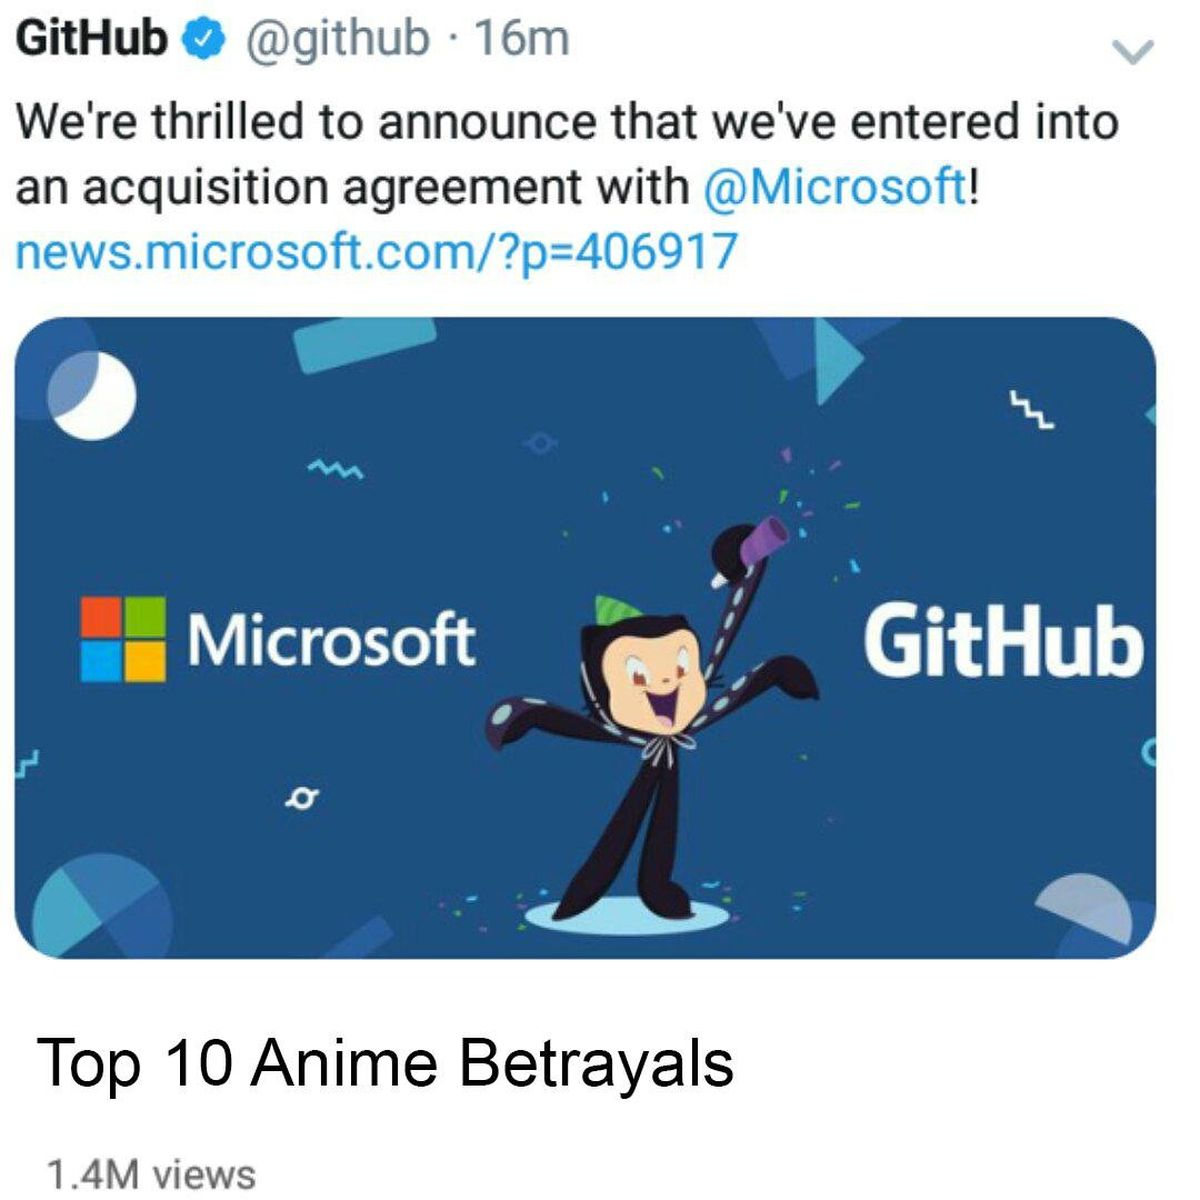 GitHub @github · 16m
We're thrilled to announce that we've entered into
an acquisition agreement with @Microsoft!
news.microsoft.com/?p=406917
Microsoft
GitHub
Top 10 Anime Betrayals
1.4M views